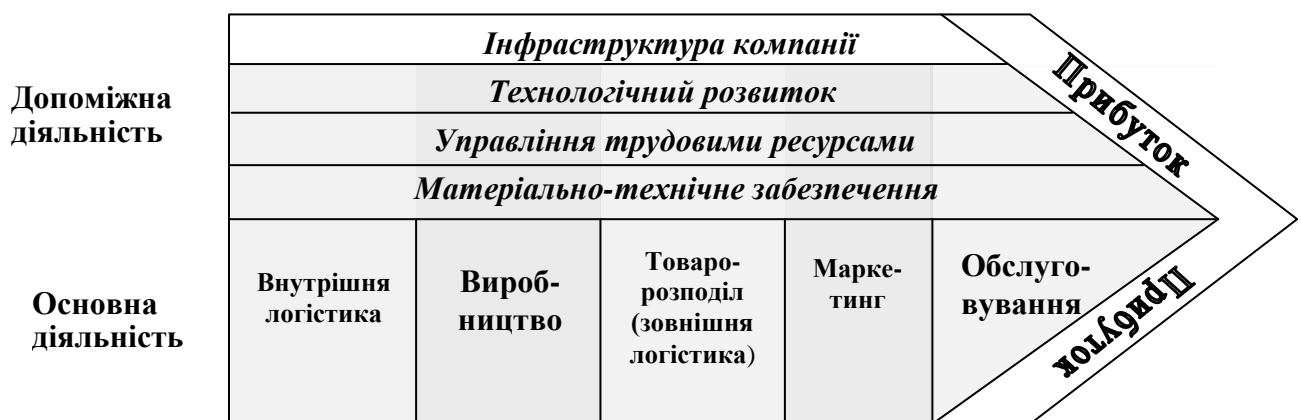 Інфраструктура компанії
Технологічний розвиток
Управління трудовими ресурсами
Матеріально-технічне забезпечення
Допоміжна
діяльність
Прибуток
Основна
діяльність
Внутрішня
логістика
Вироб-
ництво
Товаро-
розподіл
(зовнішня
логістика)
Марке-
тинг
Обслуго-
вування
Прибуток